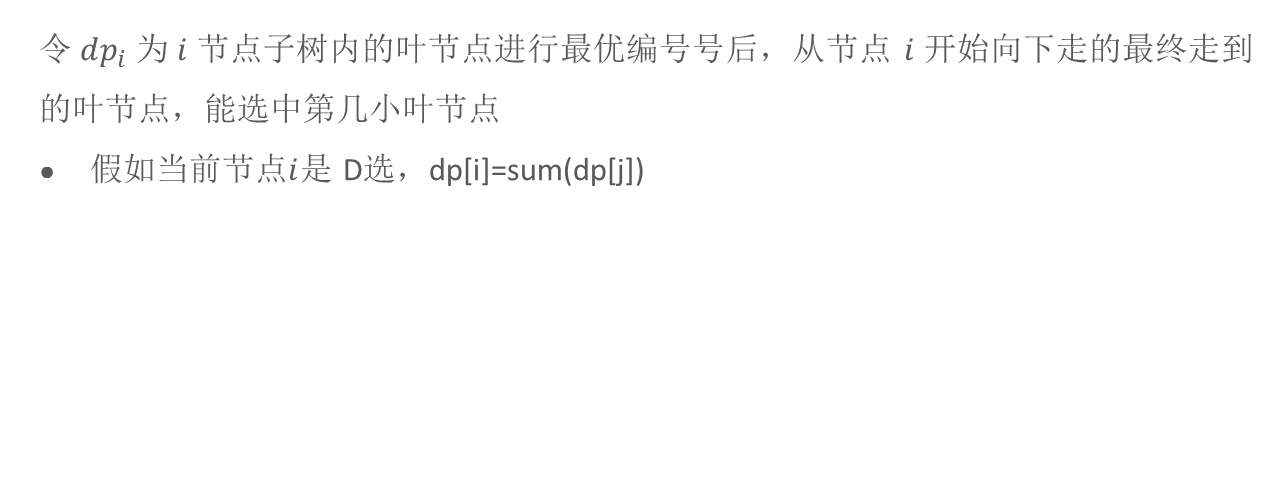 令 dpᵢ 为 i 节点子树内的叶节点进行最优编号号后，从节点 i 开始向下走的最终走到
的叶节点，能选中第几小叶节点
• 假如当前节点i是 D选，dp[i]=sum(dp[j])